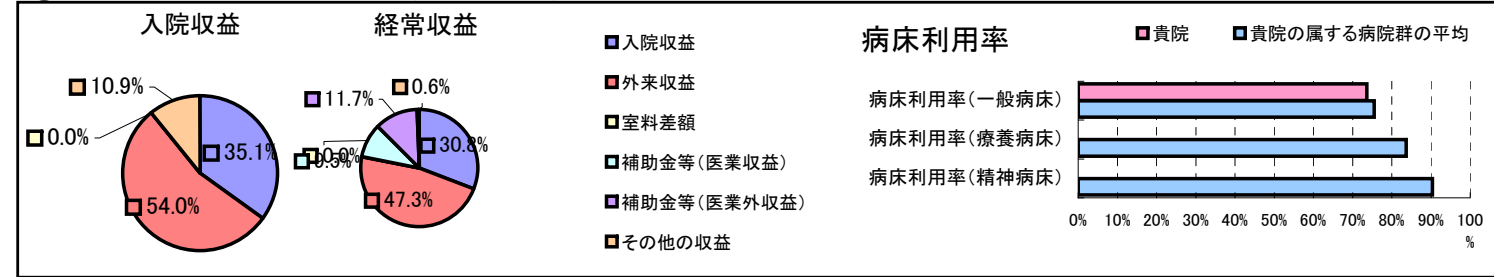 入院収益
10.9%
0.0%
35.1%
54.0%
経常収益
0.6%
11.7%
30.8%
0.0%
47.3%
入院収益
外来収益
室料差額
補助金等(医業収益)
補助金等(医業外収益)
その他の収益
病床利用率
貴院 貴院の属する病院群の平均
病床利用率(一般病床)
病床利用率(療養病床)
病床利用率(精神病床)
0% 10% 20% 30% 40% 50% 60% 70% 80% 90% 100
%